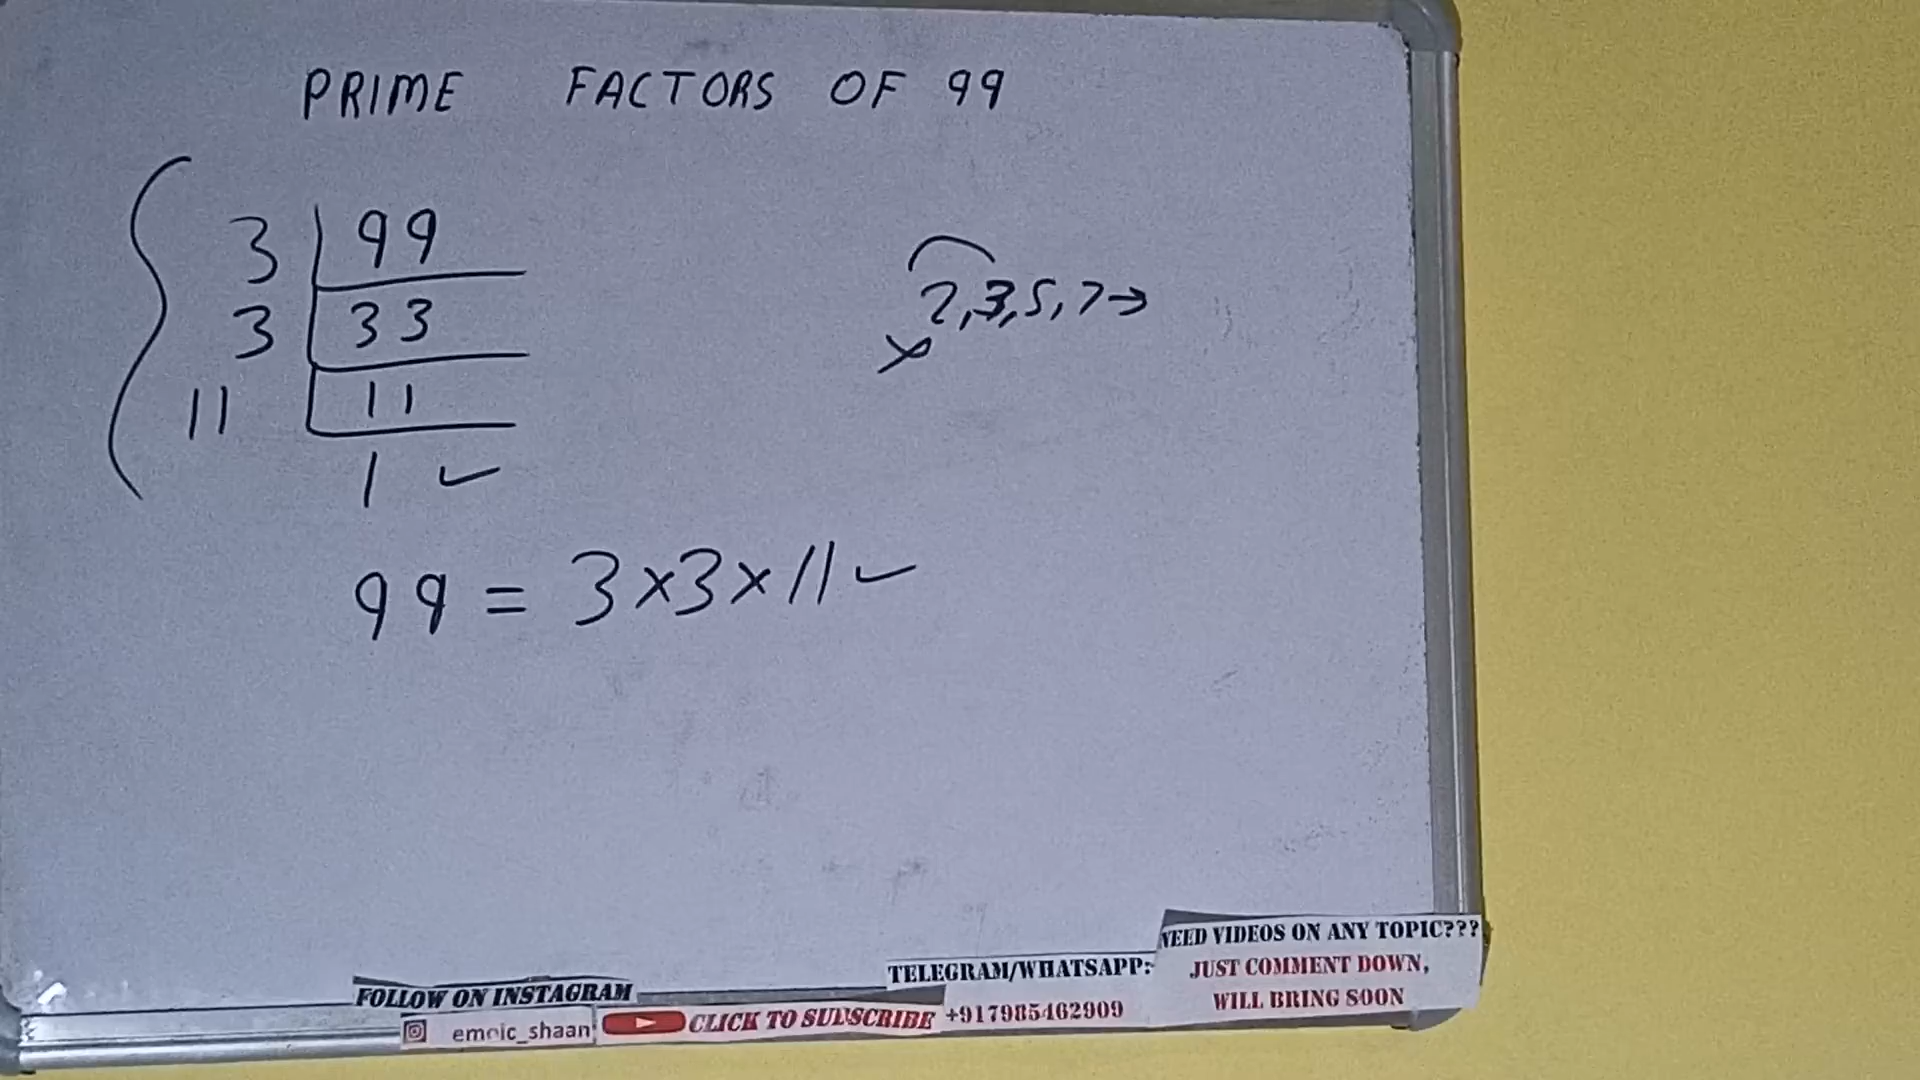 PRIME FACTORS OF 99
3 | 99
3 | 33
11 | 11
1 ✓
2,3,5,7→
×
99 = 3×3×11 ✓
NEED VIDEOS ON ANY TOPIC???
JUST COMMENT DOWN,
WILL BRING SOON
TELEGRAM/WHATSAPP:
+917985462909
FOLLOW ON INSTAGRAM
emoic_shaan
CLICK TO SUBSCRIBE